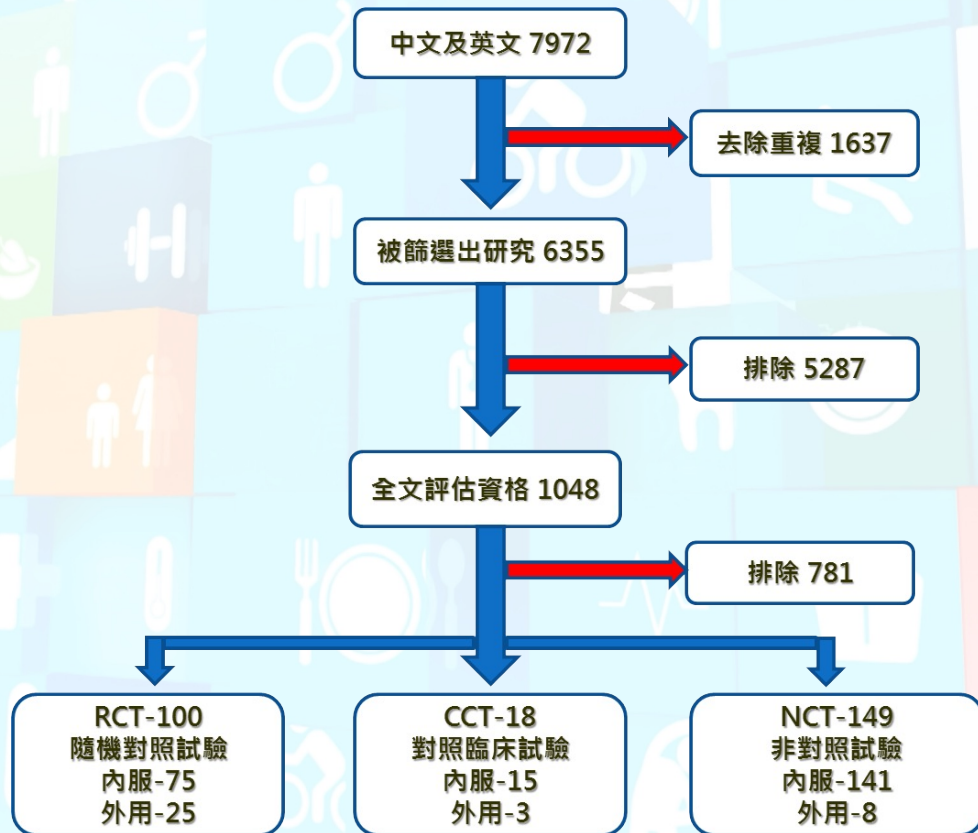 中文及英文 7972
去除重複 1637
被篩選出研究 6355
排除 5287
全文評估資格 1048
排除 781
RCT-100
隨機對照試驗
內服-75
外用-25
CCT-18
對照臨床試驗
內服-15
外用-3
NCT-149
非對照試驗
內服-141
外用-8